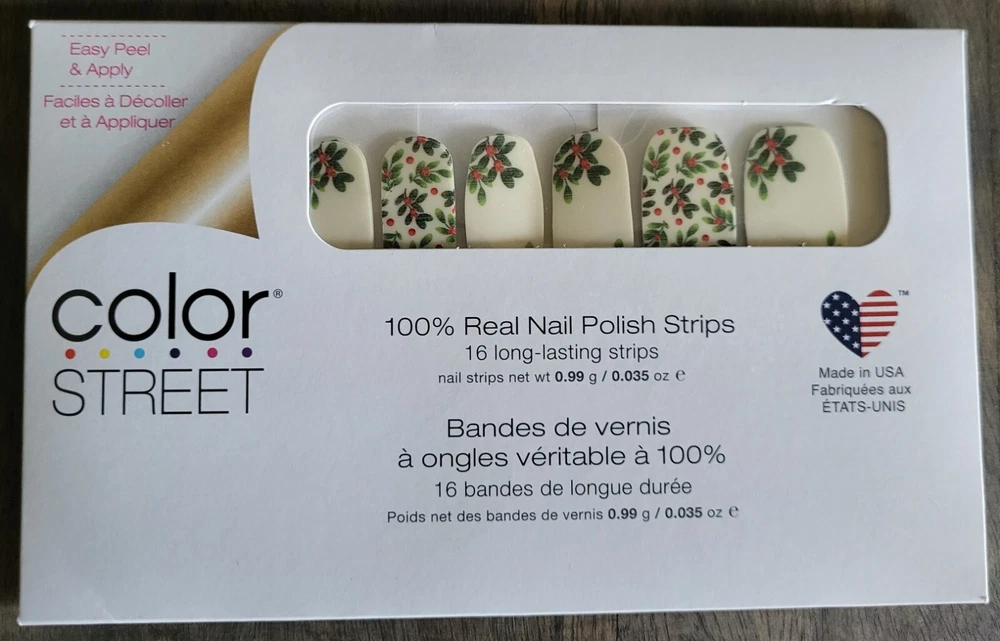 Easy Peel
& Apply
Faciles à Décoller
et à Appliquer
color®
STREET
100% Real Nail Polish Strips
16 long-lasting strips
nail strips net wt 0.99 g / 0.035 oz ℮
Bandes de vernis
à ongles véritable à 100%
16 bandes de longue durée
Poids net des bandes de vernis 0.99 g / 0.035 oz ℮
TM
Made in USA
Fabriquées aux
ÉTATS-UNIS